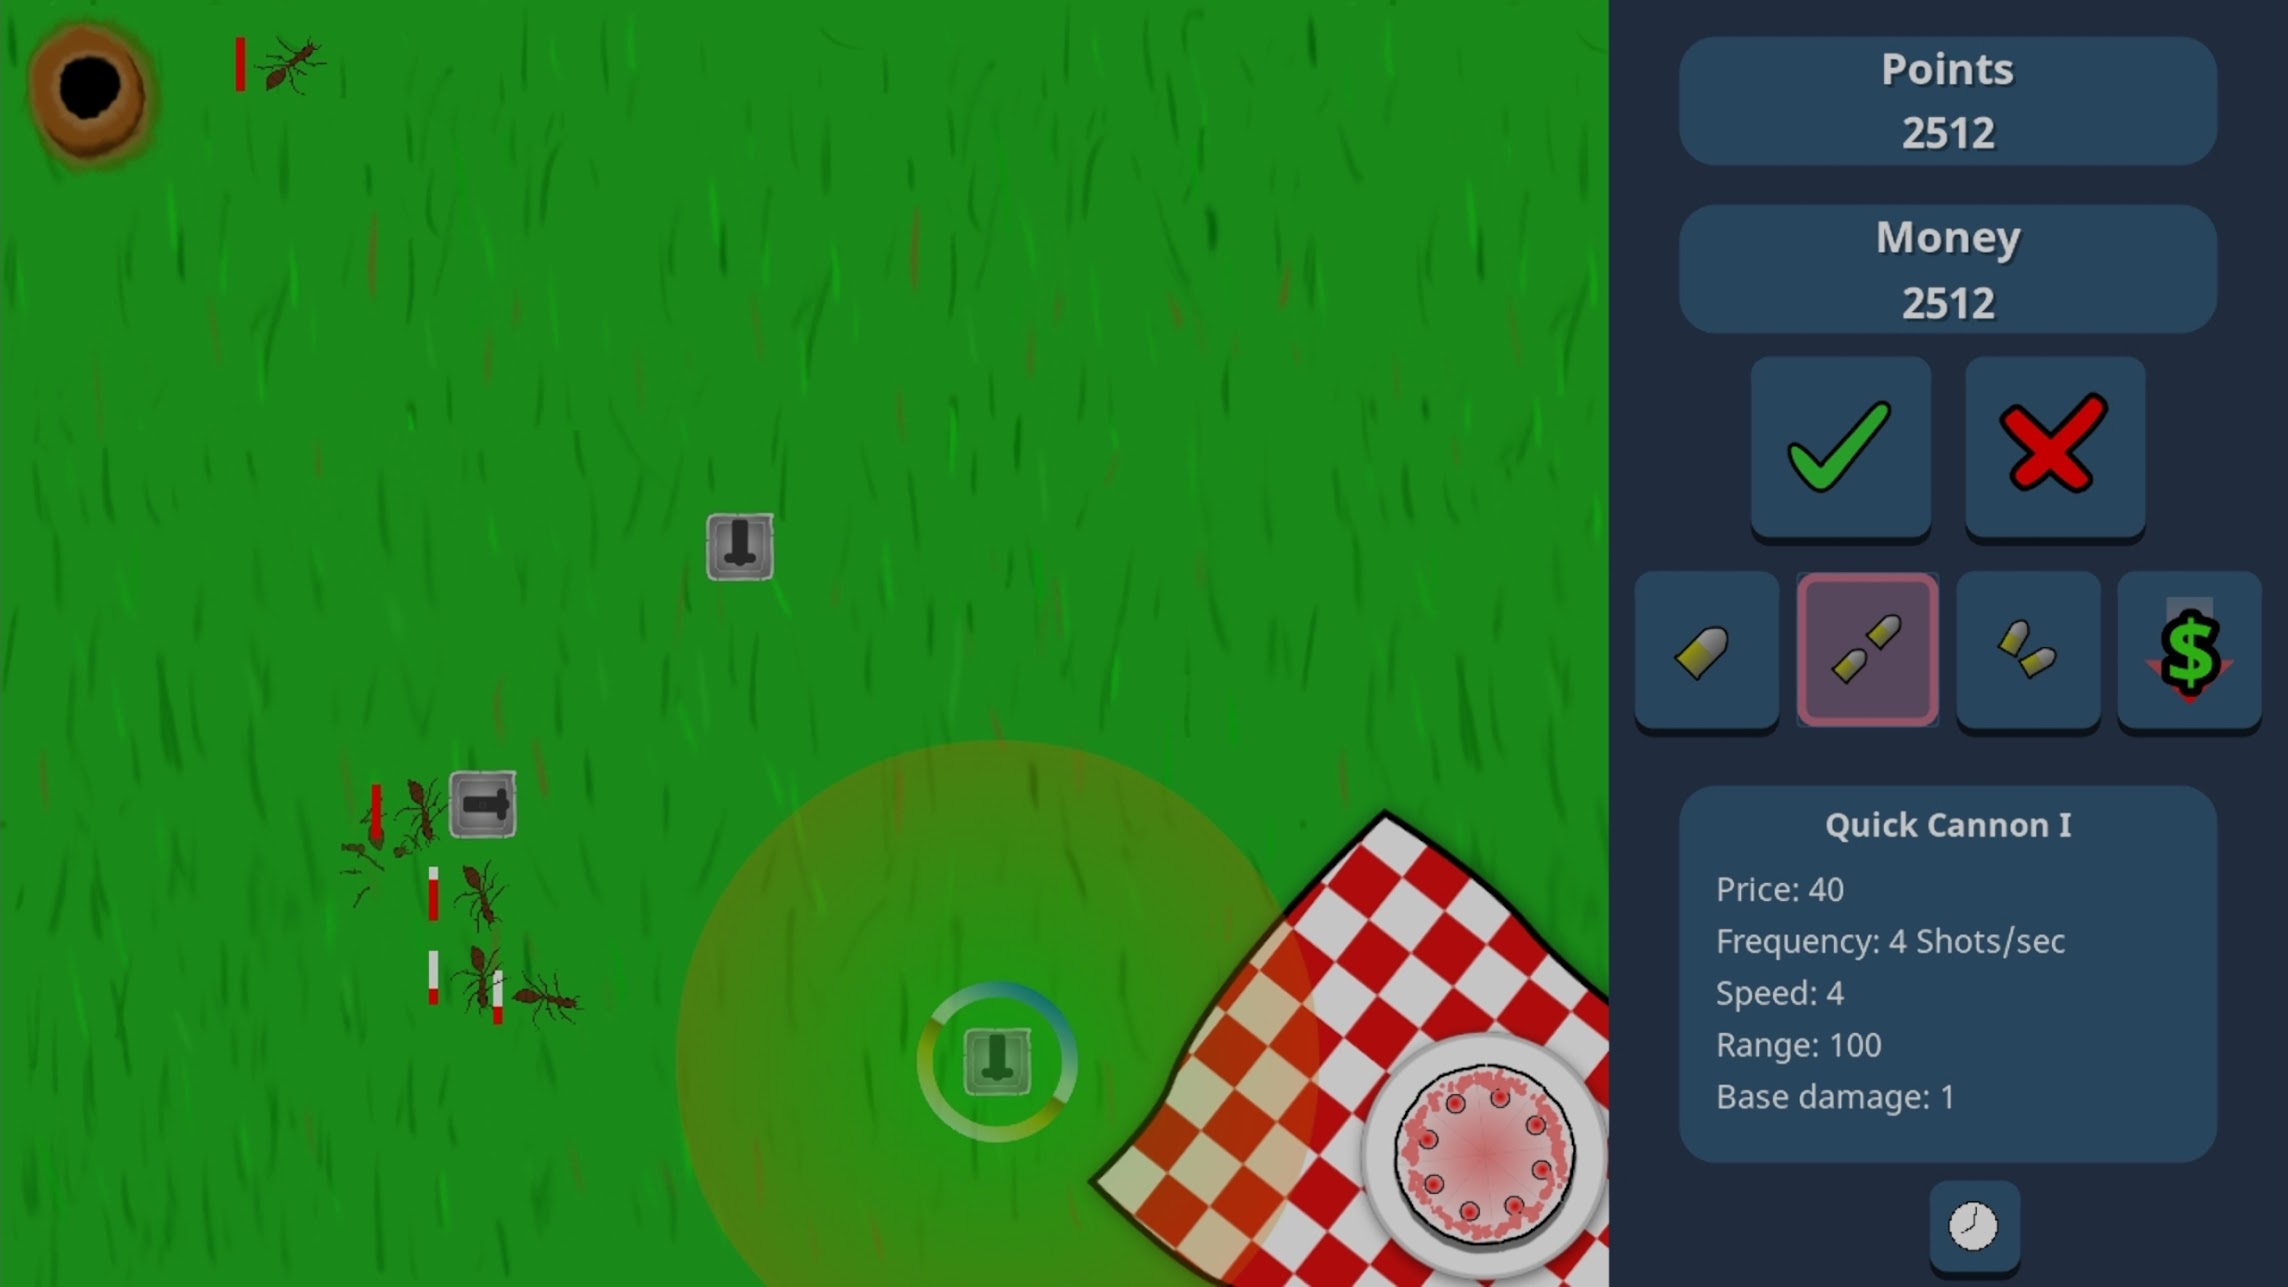 Points
2512
Money
2512
Quick Cannon I
Price: 40
Frequency: 4 Shots/sec
Speed: 4
Range: 100
Base damage: 1